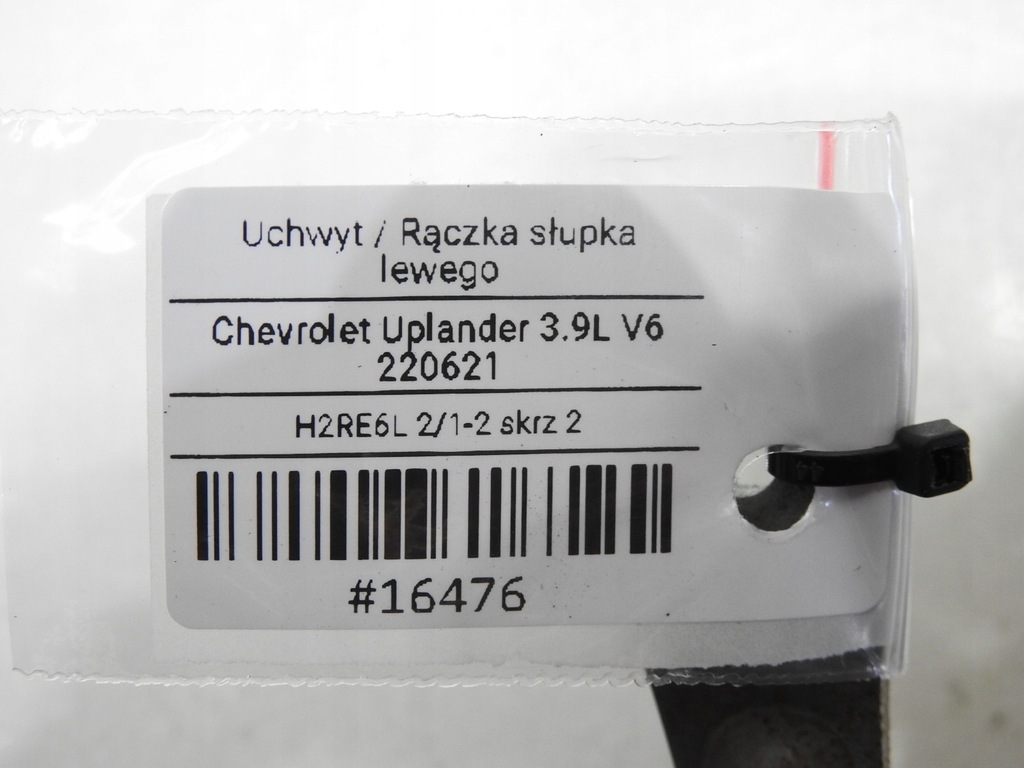 Uchwyt / Rączka słupka
lewego
Chevrolet Uplander 3.9L V6
220621
H2RE6L 2/1-2 skrz 2
#16476